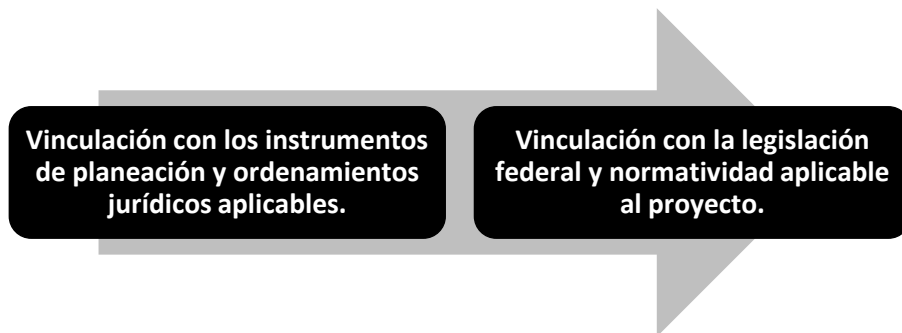 Vinculación con los instrumentos
de planeación y ordenamientos
jurídicos aplicables.
Vinculación con la legislación
federal y normatividad aplicable
al proyecto.